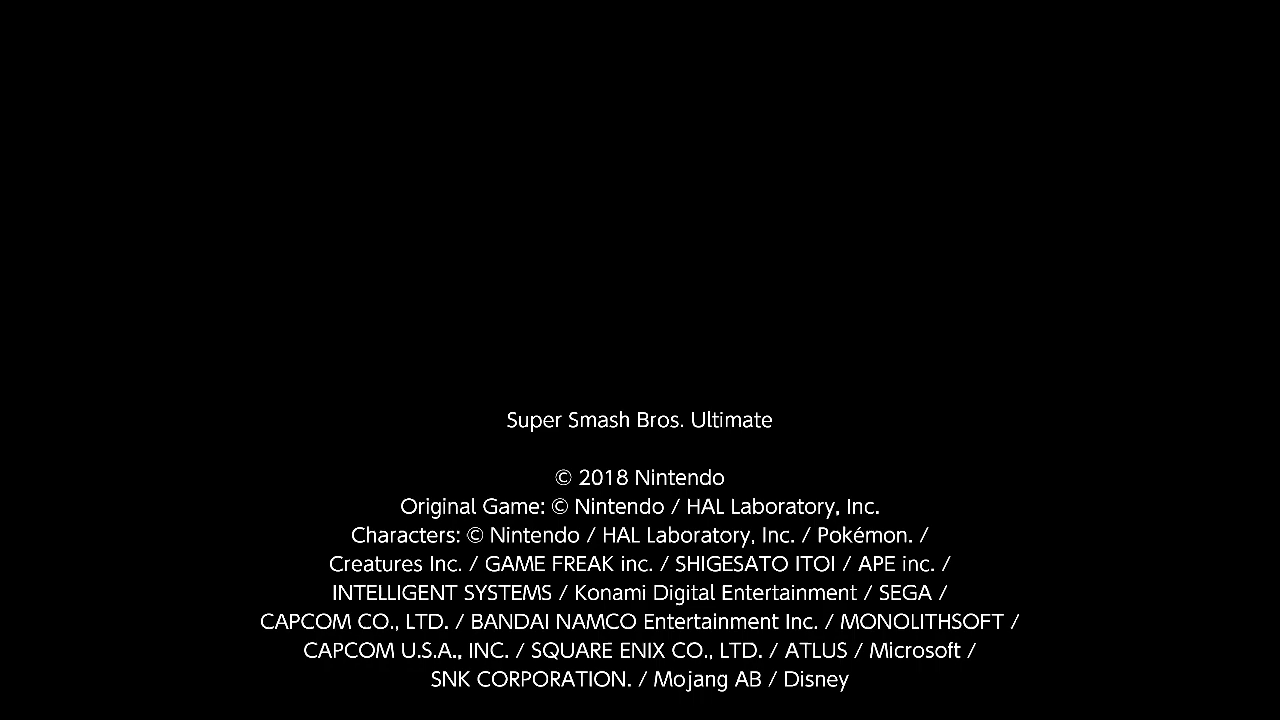 Super Smash Bros. Ultimate
© 2018 Nintendo
Original Game: © Nintendo / HAL Laboratory, Inc.
Characters: © Nintendo / HAL Laboratory, Inc. / Pokémon. /
Creatures Inc. / GAME FREAK inc. / SHIGESATO ITOI / APE inc. /
INTELLIGENT SYSTEMS / Konami Digital Entertainment / SEGA /
CAPCOM CO., LTD. / BANDAI NAMCO Entertainment Inc. / MONOLITHSOFT /
CAPCOM U.S.A., INC. / SQUARE ENIX CO., LTD. / ATLUS / Microsoft /
SNK CORPORATION. / Mojang AB / Disney